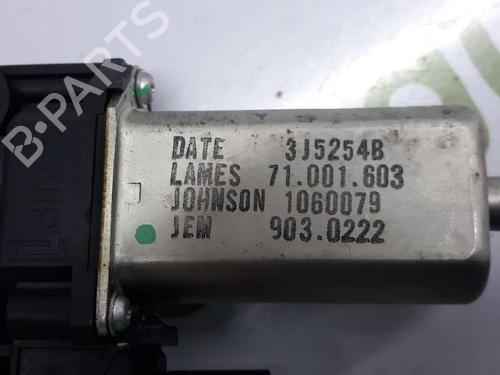 B-PARTS
DATE 3J5254B
LAMES 71.001.603
JOHNSON 1060079
JEM 903.0222